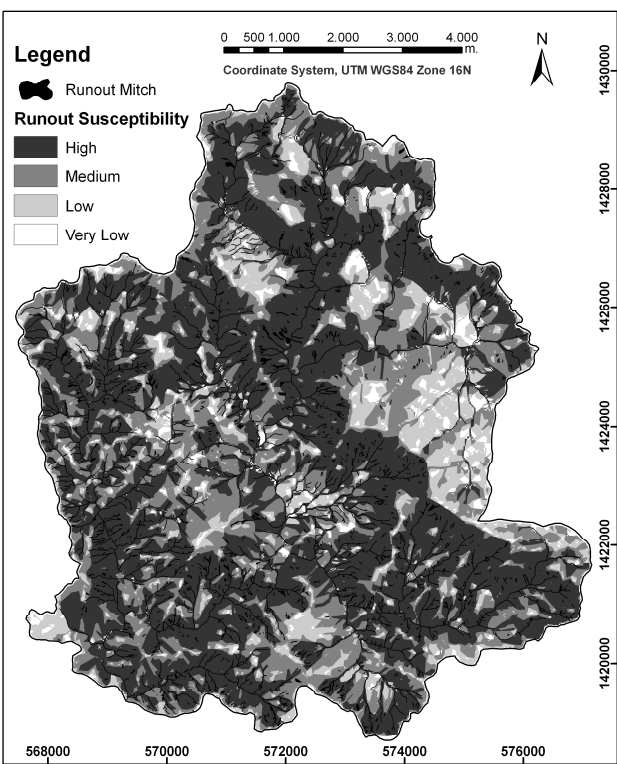 0 500 1.000 2.000 3.000 4.000
m.
Coordinate System, UTM WGS84 Zone 16N
N
Legend
Runout Mitch
Runout Susceptibility
High
Medium
Low
Very Low
1430000
1428000
1426000
1424000
1422000
1420000
568000 570000 572000 574000 576000